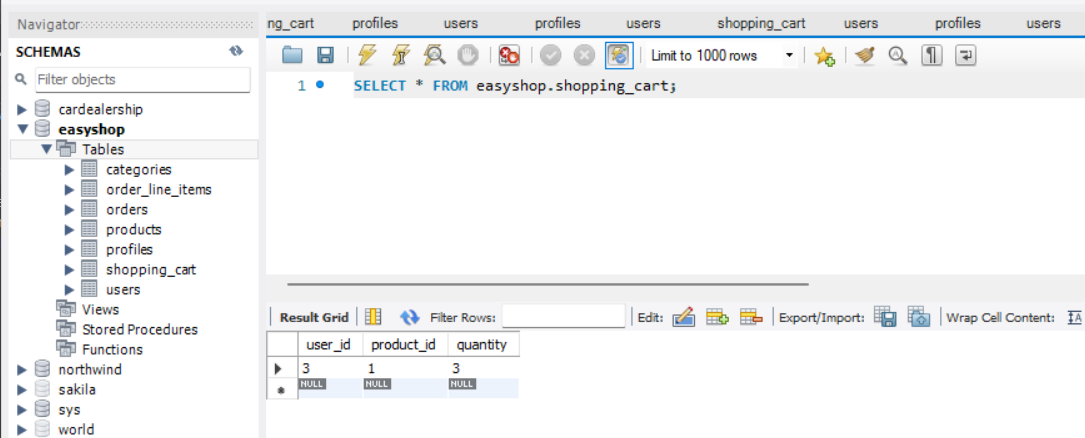 Navigator
SCHEMAS
Filter objects
cardealership
easyshop
Tables
categories
order_line_items
orders
products
profiles
shopping_cart
users
Views
Stored Procedures
Functions
northwind
sakila
sys
world
ng_cart profiles users profiles users shopping_cart users profiles users
Limit to 1000 rows
1 SELECT * FROM easyshop.shopping_cart;
Result Grid Filter Rows: Edit: Export/Import: Wrap Cell Content: IA
user_id product_id quantity
3 1 3
NULL NULL NULL